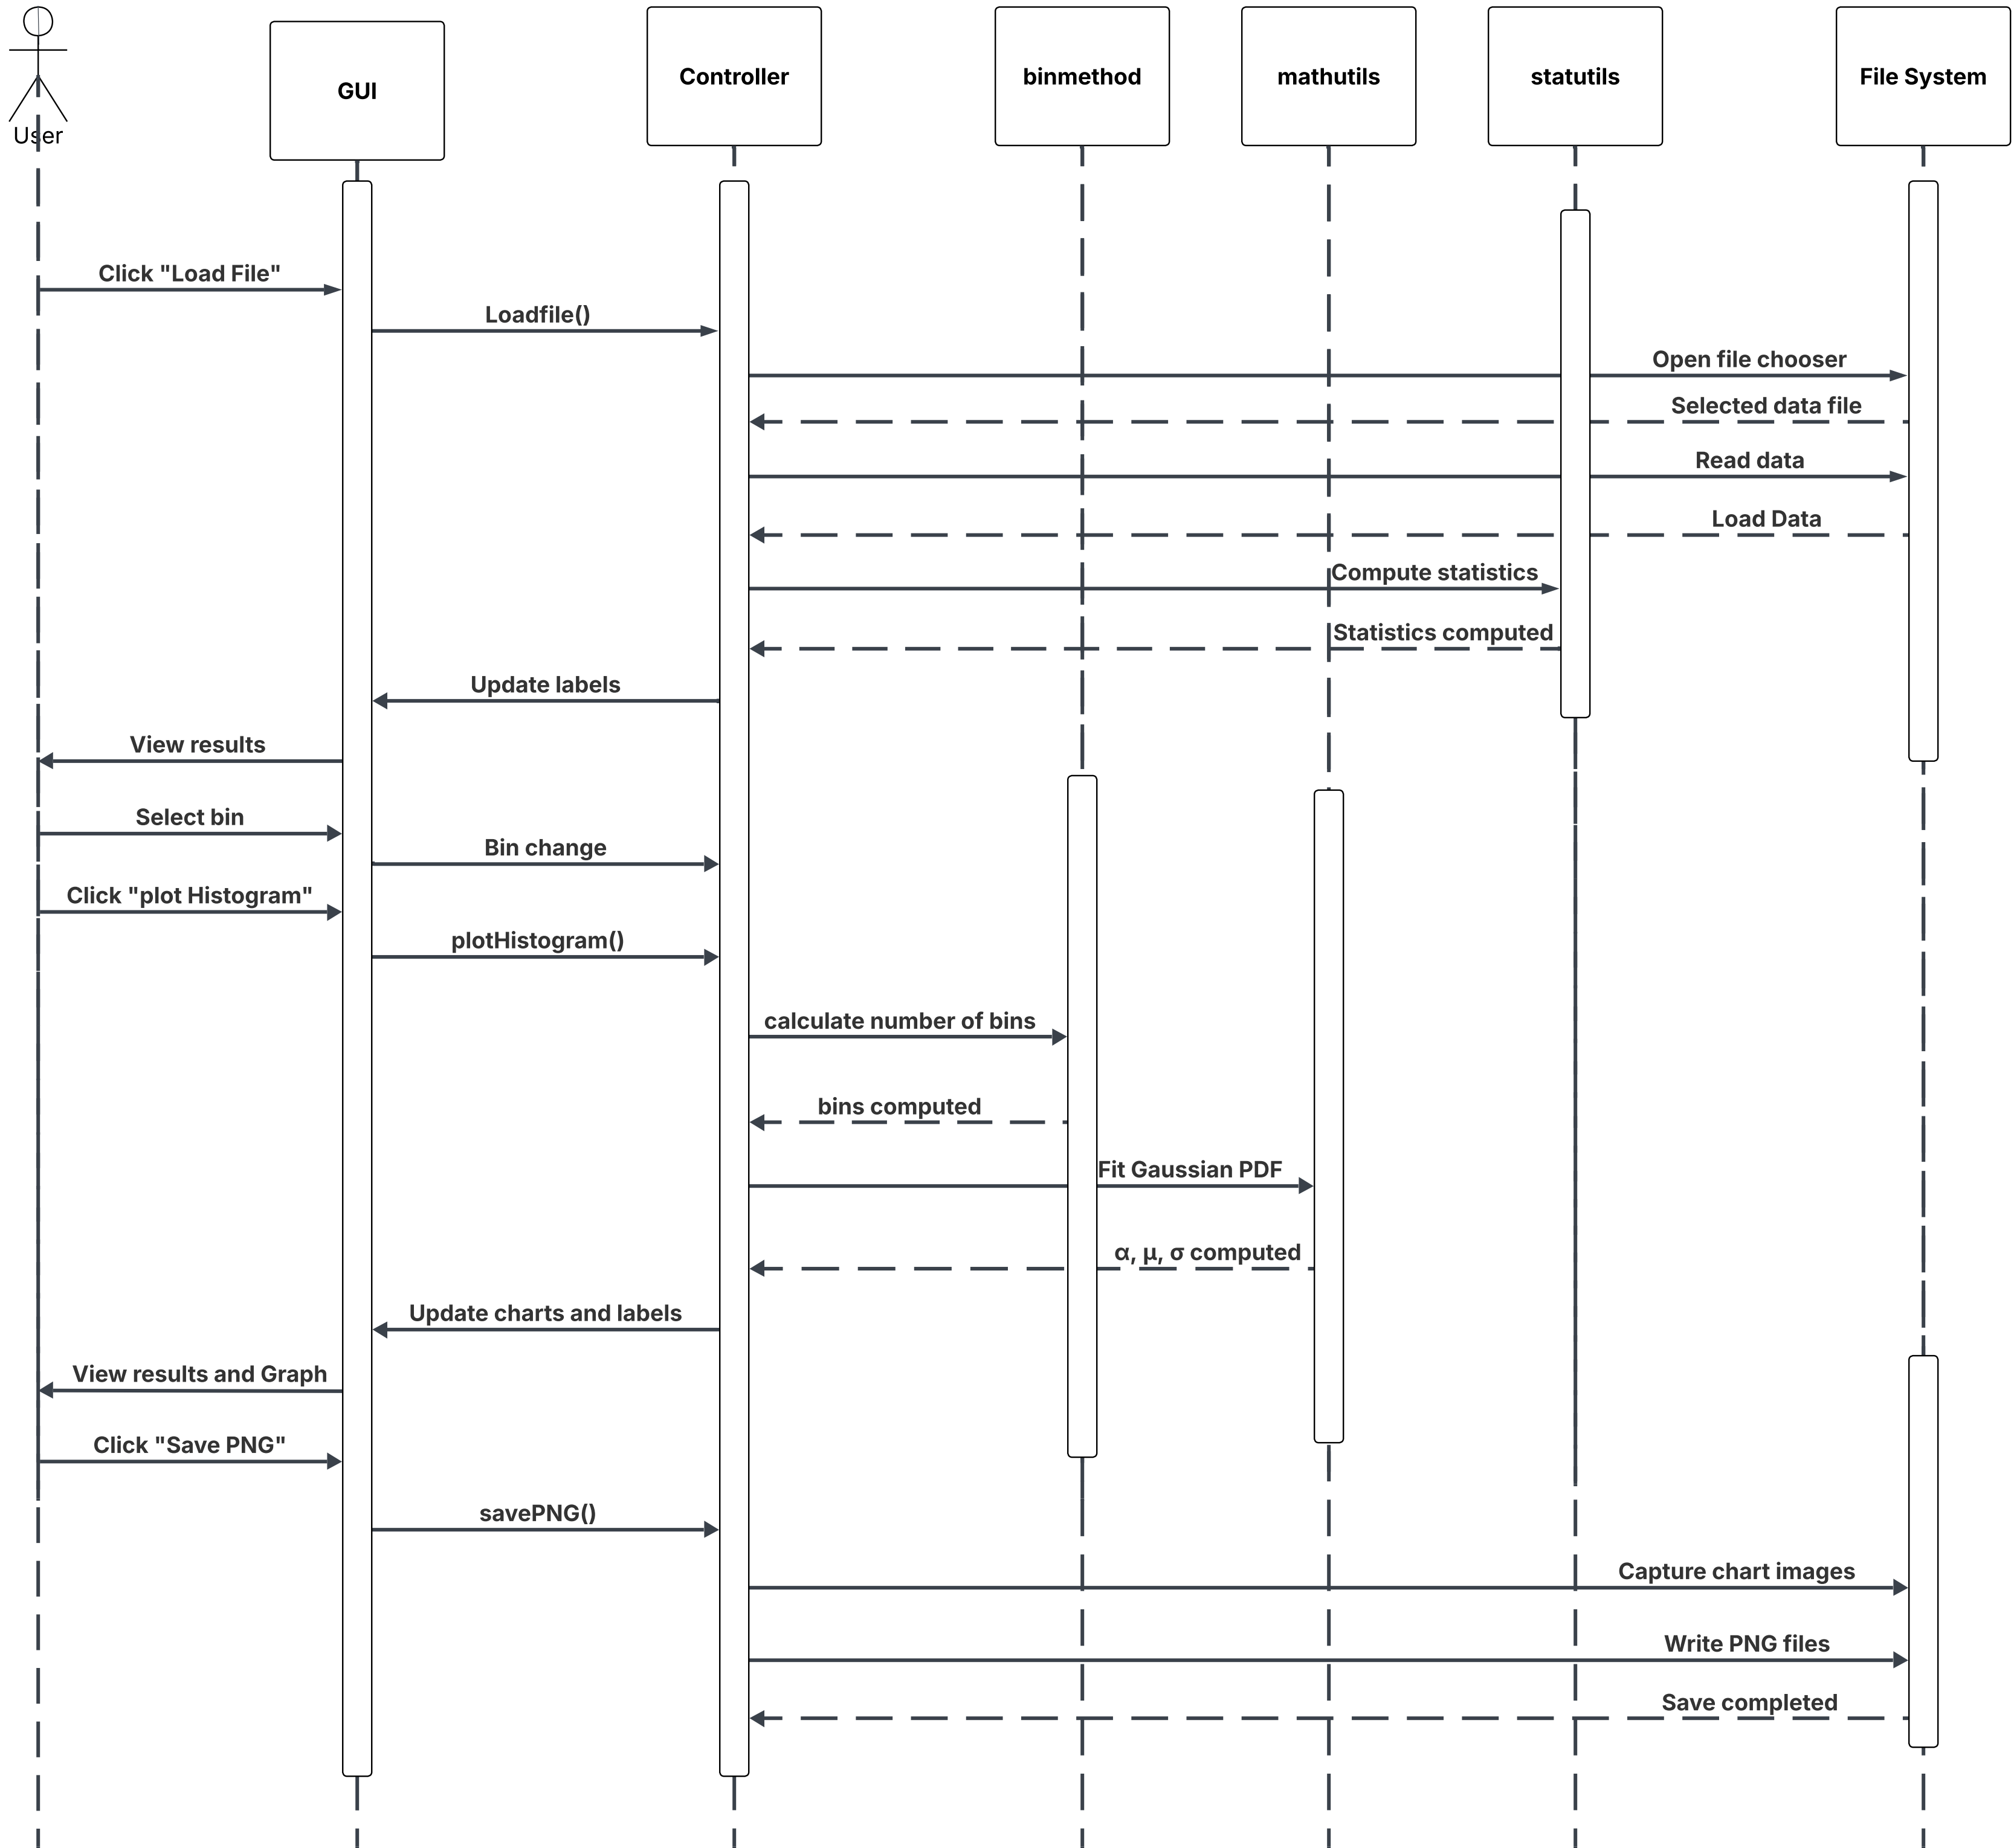 User
GUI
Controller
binmethod
mathutils
statutils
File System
Click "Load File"
Loadfile()
Open file chooser
Selected data file
Read data
Load Data
Compute statistics
Statistics computed
Update labels
View results
Select bin
Bin change
Click "plot Histogram"
plotHistogram()
calculate number of bins
bins computed
Fit Gaussian PDF
α, μ, σ computed
Update charts and labels
View results and Graph
Click "Save PNG"
savePNG()
Capture chart images
Write PNG files
Save completed